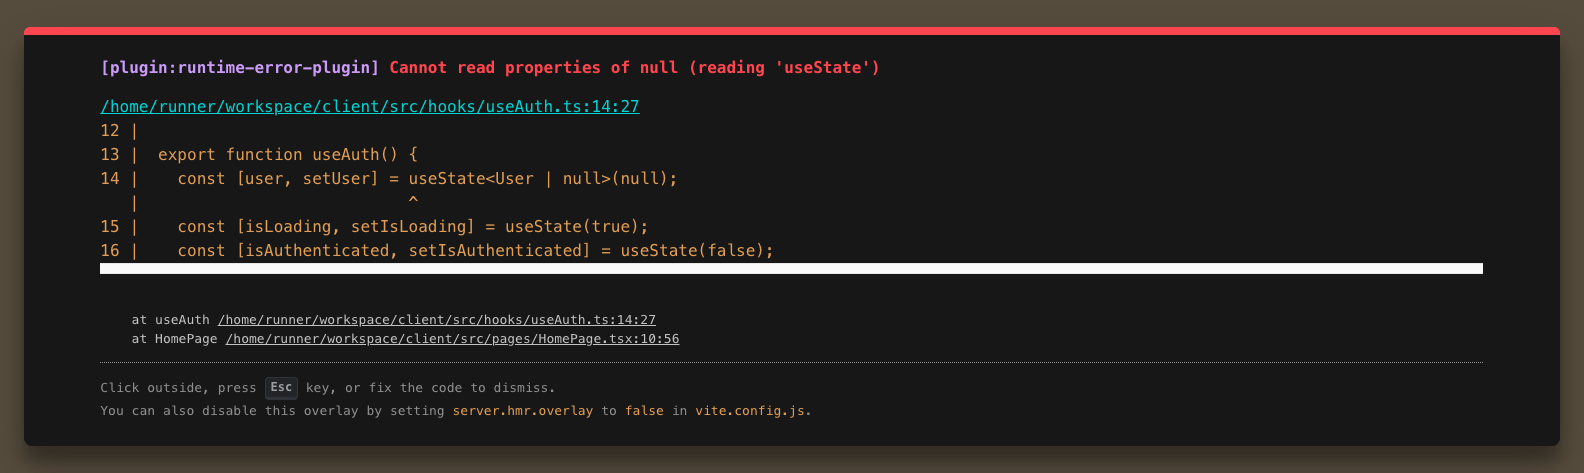 [plugin:runtime-error-plugin] Cannot read properties of null (reading 'useState')
/home/runner/workspace/client/src/hooks/useAuth.ts:14:27
12 |
13 |  export function useAuth() {
14 |    const [user, setUser] = useState<User | null>(null);
   |                            ^
15 |    const [isLoading, setIsLoading] = useState(true);
16 |    const [isAuthenticated, setIsAuthenticated] = useState(false);
at useAuth /home/runner/workspace/client/src/hooks/useAuth.ts:14:27
at HomePage /home/runner/workspace/client/src/pages/HomePage.tsx:10:56
Click outside, press Esc key, or fix the code to dismiss.
You can also disable this overlay by setting server.hmr.overlay to false in vite.config.js.